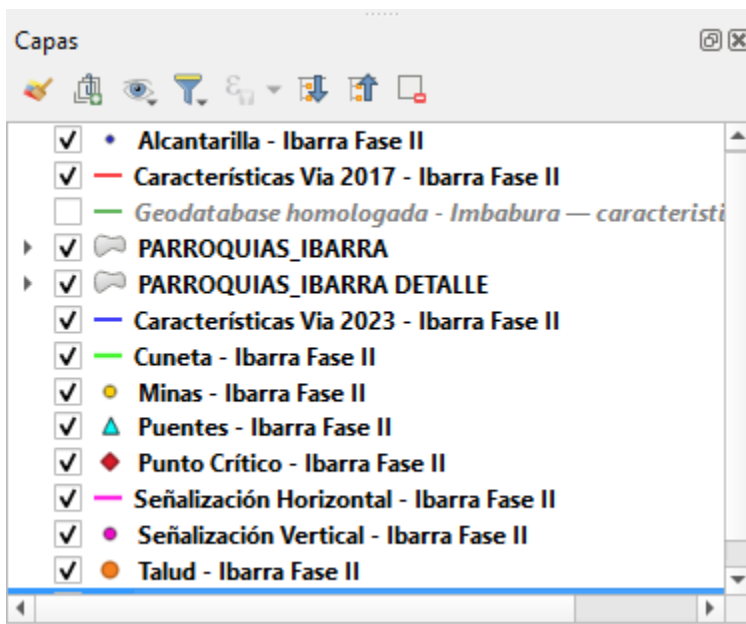 Capas
Alcantarilla - Ibarra Fase II
Características Via 2017 - Ibarra Fase II
Geodatabase homologada - Imbabura — caracteristi
PARROQUIAS_IBARRA
PARROQUIAS_IBARRA DETALLE
Características Via 2023 - Ibarra Fase II
Cuneta - Ibarra Fase II
Minas - Ibarra Fase II
Puentes - Ibarra Fase II
Punto Crítico - Ibarra Fase II
Señalización Horizontal - Ibarra Fase II
Señalización Vertical - Ibarra Fase II
Talud - Ibarra Fase II